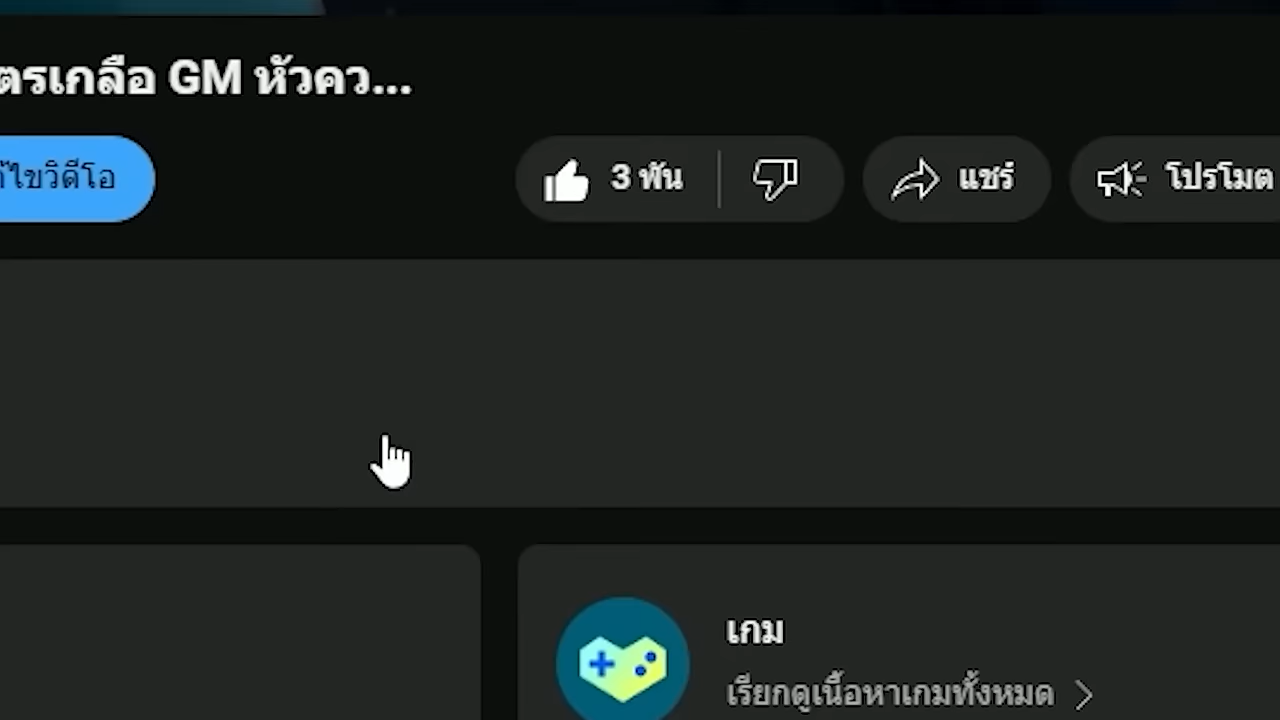 ตรเกลือ GM หัวคว...
ก้ไขวิดีโอ
3 พัน
แชร์
โปรโมต
เกม
เรียกดูเนื้อหาเกมทั้งหมด